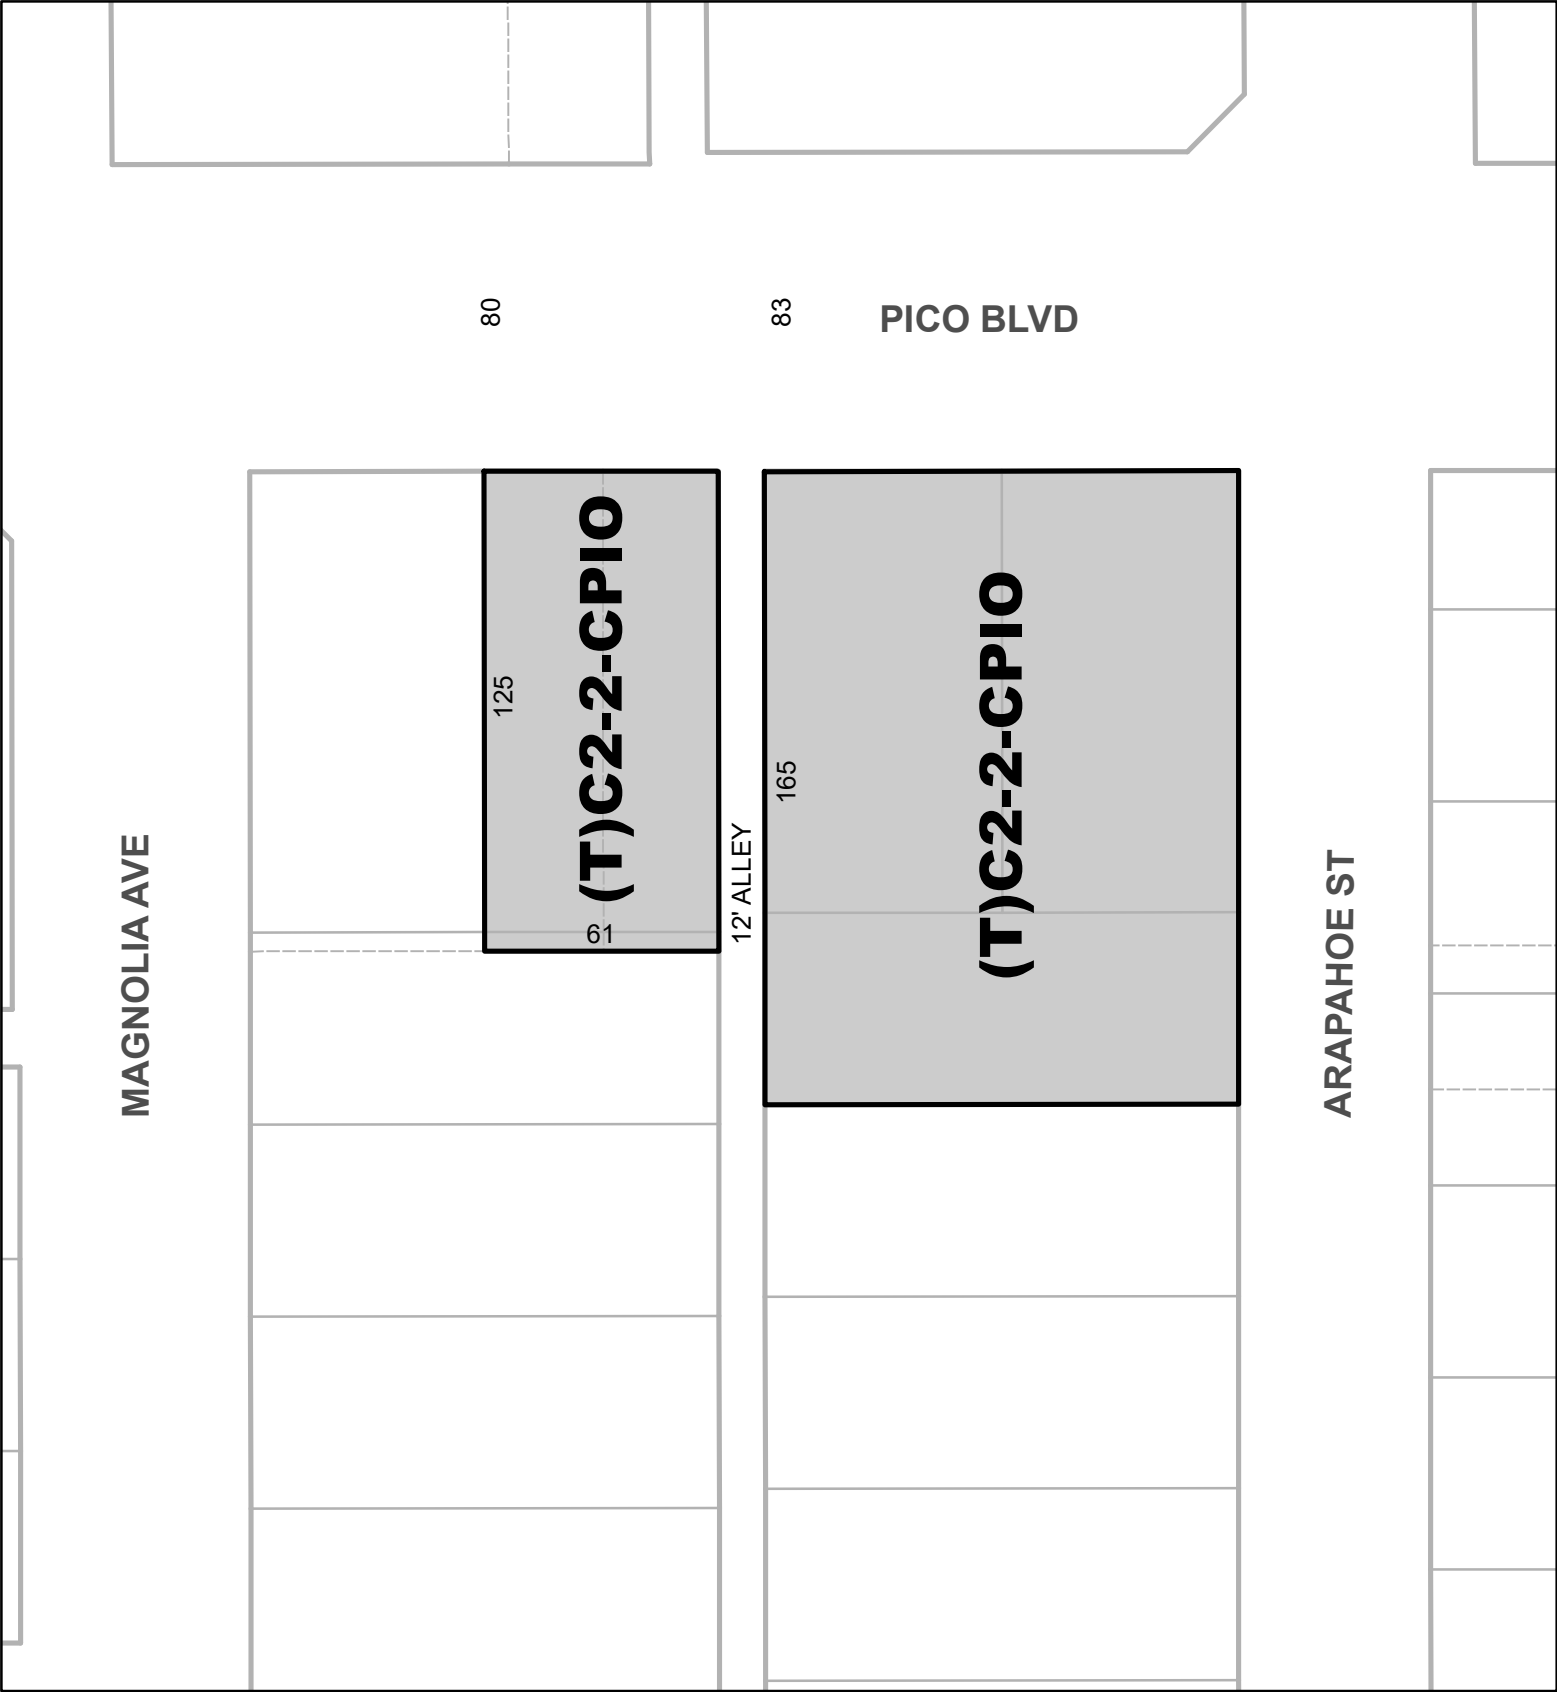 80
83
PICO BLVD
(T)C2-2-CPIO
(T)C2-2-CPIO
125
165
12' ALLEY
61
MAGNOLIA AVE
ARAPAHOE ST